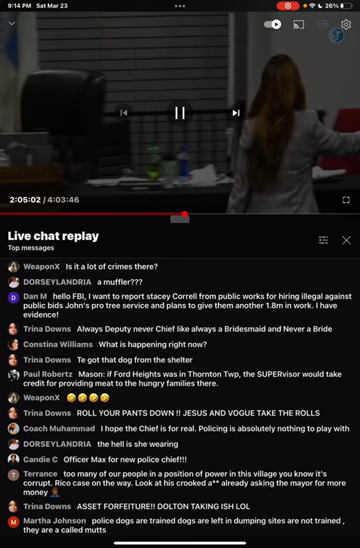 9:14 PM Sat Mar 23
26%
2:05:02 / 4:03:46
Live chat replay
Top messages
WeaponX Is it a lot of crimes there?
DORSEYLANDRIA a muffler???
D Dan M hello FBI, I want to report stacey Correll from public works for hiring illegal against
public bids John's pro tree service and plans to give them another 1.8m in work. I have
evidence!
Trina Downs Always Deputy never Chief like always a Bridesmaid and Never a Bride
Constina Williams What is happening right now?
Trina Downs Te got that dog from the shelter
Paul Robertz Mason: if Ford Heights was in Thornton Twp, the SUPERvisor would take
credit for providing meat to the hungry families there.
WeaponX 🤣🤣🤣🤣
Trina Downs ROLL YOUR PANTS DOWN !! JESUS AND VOGUE TAKE THE ROLLS
Coach Muhammad I hope the Chief is for real. Policing is absolutely nothing to play with
DORSEYLANDRIA the hell is she wearing
Candie C Officer Max for new police chief!!!
Terrance too many of our people in a position of power in this village you know it's
corrupt. Rico case on the way. Look at his crooked a** already asking the mayor for more
money
Trina Downs ASSET FORFEITURE!! DOLTON TAKING ISH LOL
M Martha Johnson police dogs are trained dogs are left in dumping sites are not trained ,
they are a called mutts